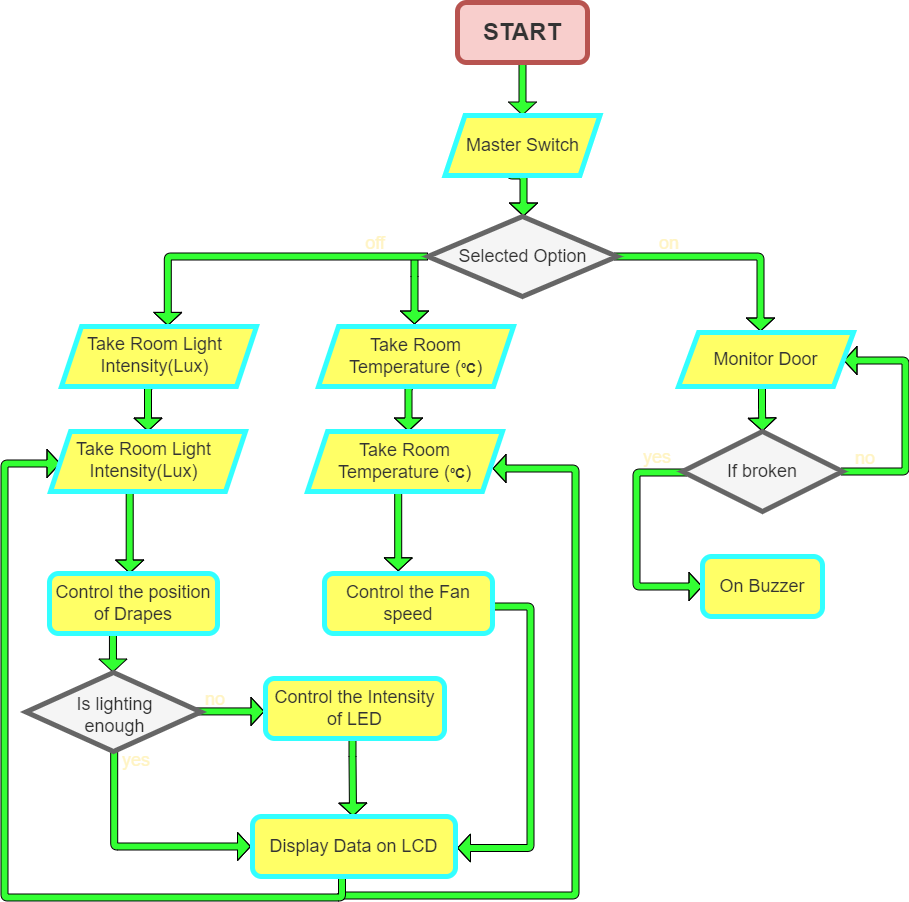 START
Master Switch
off
Selected Option
on
Take Room Light
Intensity(Lux)
Take Room
Temperature (°C)
Monitor Door
Take Room Light
Intensity(Lux)
Take Room
Temperature (°C)
yes
If broken
no
Control the position
of Drapes
Control the Fan
speed
On Buzzer
Is lighting
enough
no
Control the Intensity
of LED
yes
Display Data on LCD